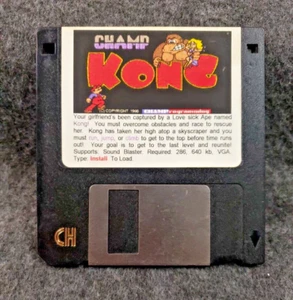 CHAMP
KONG
COPYRIGHT 1996 CHAMP
Your girlfriend's been captured by a Love sick Ape named
Kong! You must overcome obstacles and race to rescue
her. Kong has taken her high atop a skyscraper and you
must run, jump, or climb to get to the top before time runs
out! Your goal is to get to the last level and reunite!
Supports: Sound Blaster. Required: 286, 640 kb, VGA.
Type: Install. To Load
CH